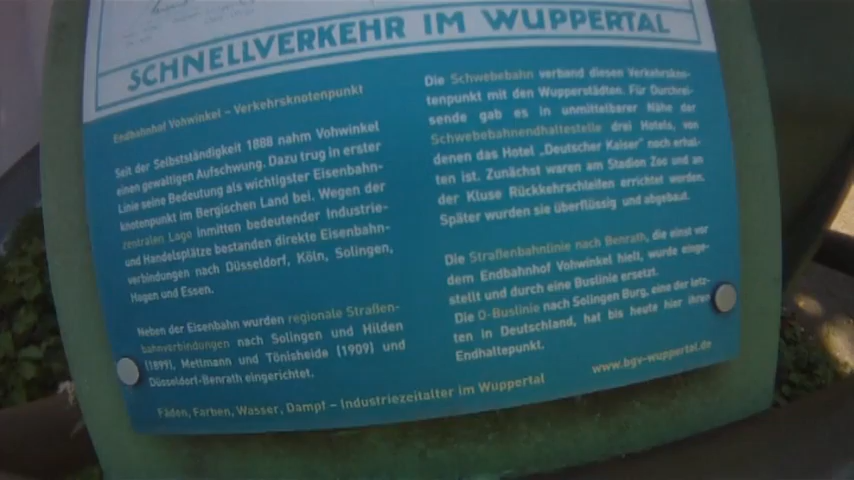 SCHNELLVERKEHR IM WUPPERTAL
Endbahnhof Vohwinkel – Verkehrsknotenpunkt
Seit der Selbstständigkeit 1888 nahm Vohwinkel
einen gewaltigen Aufschwung. Dazu trug in erster
Linie seine Bedeutung als wichtigster Eisenbahn-
knotenpunkt im Bergischen Land bei. Wegen der
zentralen Lage inmitten bedeutender Industrie-
und Handelsplätze bestanden direkte Eisenbahn-
verbindungen nach Düsseldorf, Köln, Solingen,
Hagen und Essen.
Neben der Eisenbahn wurden regionale Straßen-
bahnverbindungen nach Solingen und Hilden
(1899), Mettmann und Tönisheide (1909) und
Düsseldorf-Benrath eingerichtet.
Die Schwebebahn verband diesen Verkehrskno-
tenpunkt mit den Wupperstädten. Für Durchrei-
sende gab es in unmittelbarer Nähe der
Schwebebahnendhaltestelle drei Hotels, von
denen das Hotel „Deutscher Kaiser“ noch erhal-
ten ist. Zunächst waren am Stadion Zoo und an
der Kluse Rückkehrschleifen errichtet worden.
Später wurden sie überflüssig und abgebaut.
Die Straßenbahnlinie nach Benrath, die einst vor
dem Endbahnhof Vohwinkel hielt, wurde einge-
stellt und durch eine Buslinie ersetzt.
Die O-Buslinie nach Solingen Burg, eine der letz-
ten in Deutschland, hat bis heute hier ihren
Endhaltepunkt.
Fäden, Farben, Wasser, Dampf – Industriezeitalter im Wuppertal
www.bgv-wuppertal.de